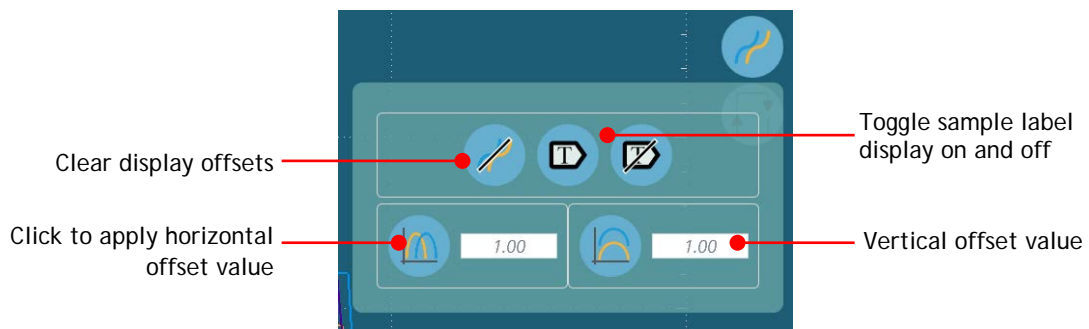 Toggle sample label
display on and off
T
T
Clear display offsets
Click to apply horizontal
offset value
1.00
1.00
Vertical offset value